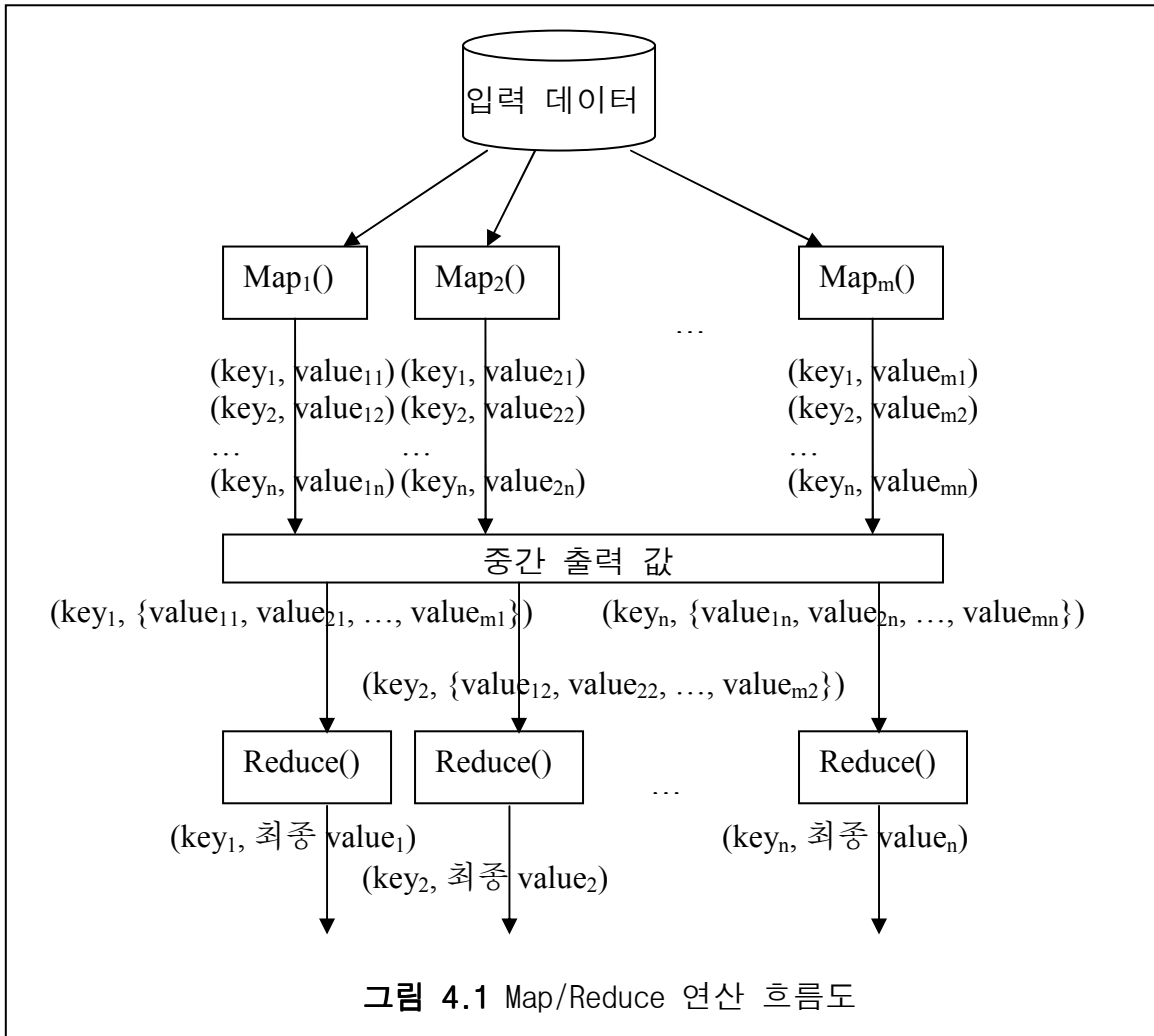 입력 데이터
Map₁() Map₂() Mapₘ()
…
(key₁, value₁₁) (key₁, value₂₁) (key₁, valueₘ₁)
(key₂, value₁₂) (key₂, value₂₂) (key₂, valueₘ₂)
… … …
(keyₙ, value₁ₙ) (keyₙ, value₂ₙ) (keyₙ, valueₘₙ)
중간 출력 값
(key₁, {value₁₁, value₂₁, …, valueₘ₁}) (keyₙ, {value₁ₙ, value₂ₙ, …, valueₘₙ})
(key₂, {value₁₂, value₂₂, …, valueₘ₂})
Reduce() Reduce() … Reduce()
(key₁, 최종 value₁) (keyₙ, 최종 valueₙ)
(key₂, 최종 value₂)
그림 4.1 Map/Reduce 연산 흐름도